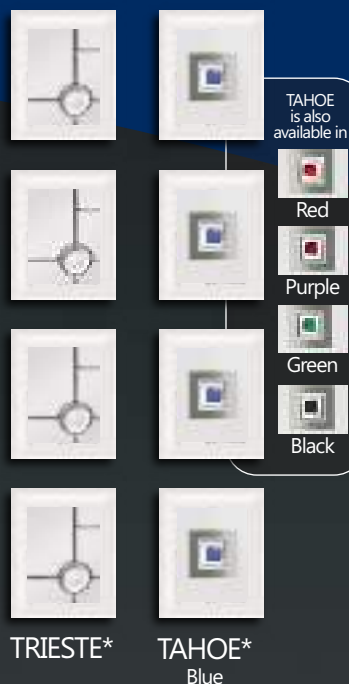 TAHOE
is also
available in
Red
Purple
Green
Black
TRIESTE*
TAHOE*
Blue